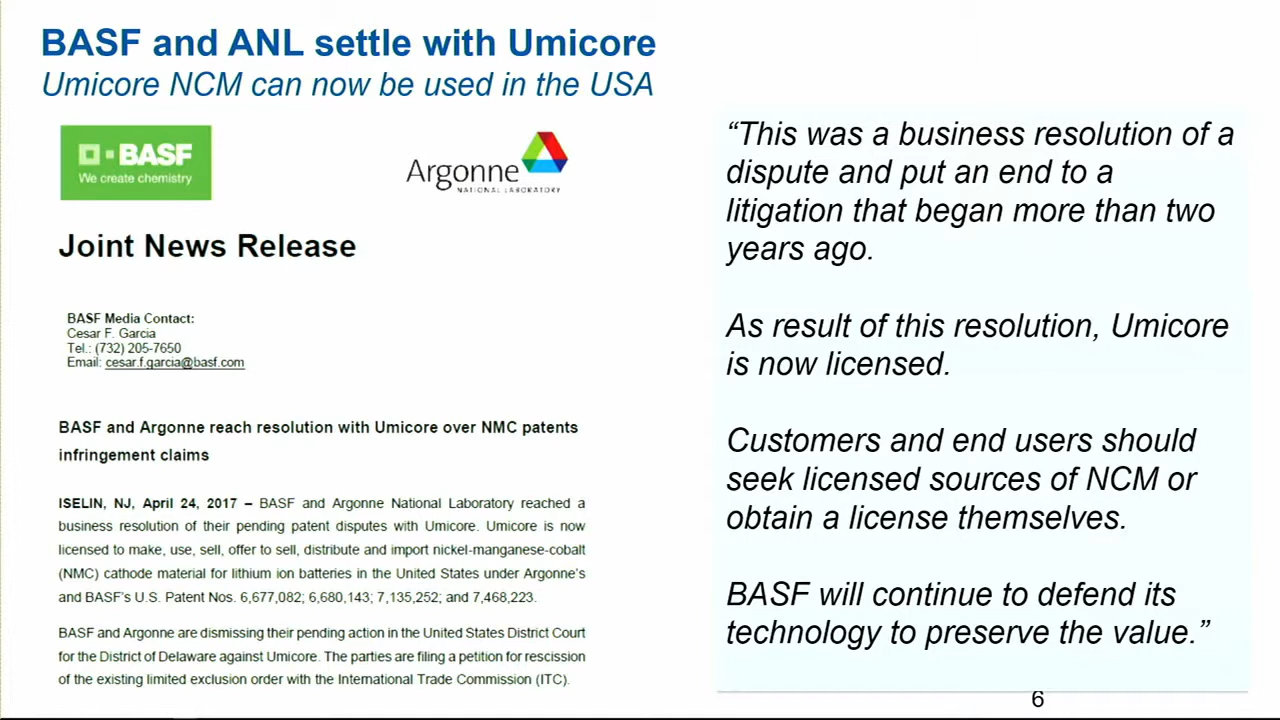 BASF and ANL settle with Umicore
Umicore NCM can now be used in the USA
BASF
We create chemistry
Argonne
NATIONAL LABORATORY
Joint News Release
BASF Media Contact:
Cesar F. Garcia
Tel.: (732) 205-7650
Email: cesar.f.garcia@basf.com
BASF and Argonne reach resolution with Umicore over NMC patents
infringement claims
ISELIN, NJ, April 24, 2017 – BASF and Argonne National Laboratory reached a
business resolution of their pending patent disputes with Umicore. Umicore is now
licensed to make, use, sell, offer to sell, distribute and import nickel-manganese-cobalt
(NMC) cathode material for lithium ion batteries in the United States under Argonne's
and BASF's U.S. Patent Nos. 6,677,082; 6,680,143; 7,135,252; and 7,468,223.
BASF and Argonne are dismissing their pending action in the United States District Court
for the District of Delaware against Umicore. The parties are filing a petition for rescission
of the existing limited exclusion order with the International Trade Commission (ITC).
“This was a business resolution of a
dispute and put an end to a
litigation that began more than two
years ago.
As result of this resolution, Umicore
is now licensed.
Customers and end users should
seek licensed sources of NCM or
obtain a license themselves.
BASF will continue to defend its
technology to preserve the value.”
6